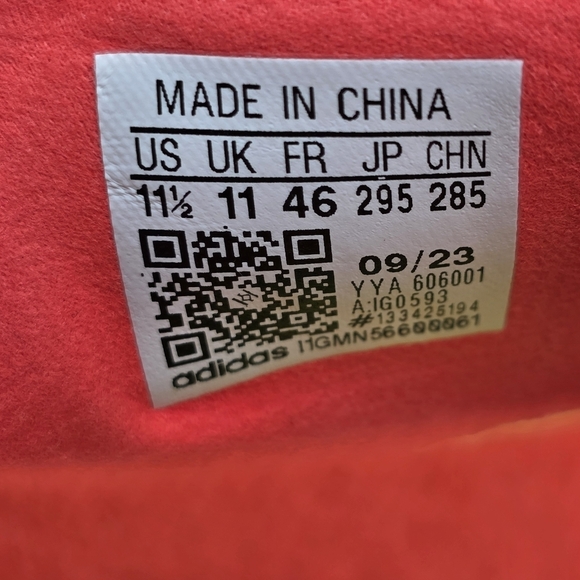 MADE IN CHINA
US UK FR JP CHN
11½ 11 46 295 285
09/23
YYA 606001
A:IG0593
#133425194
adidas I1GMN56600061